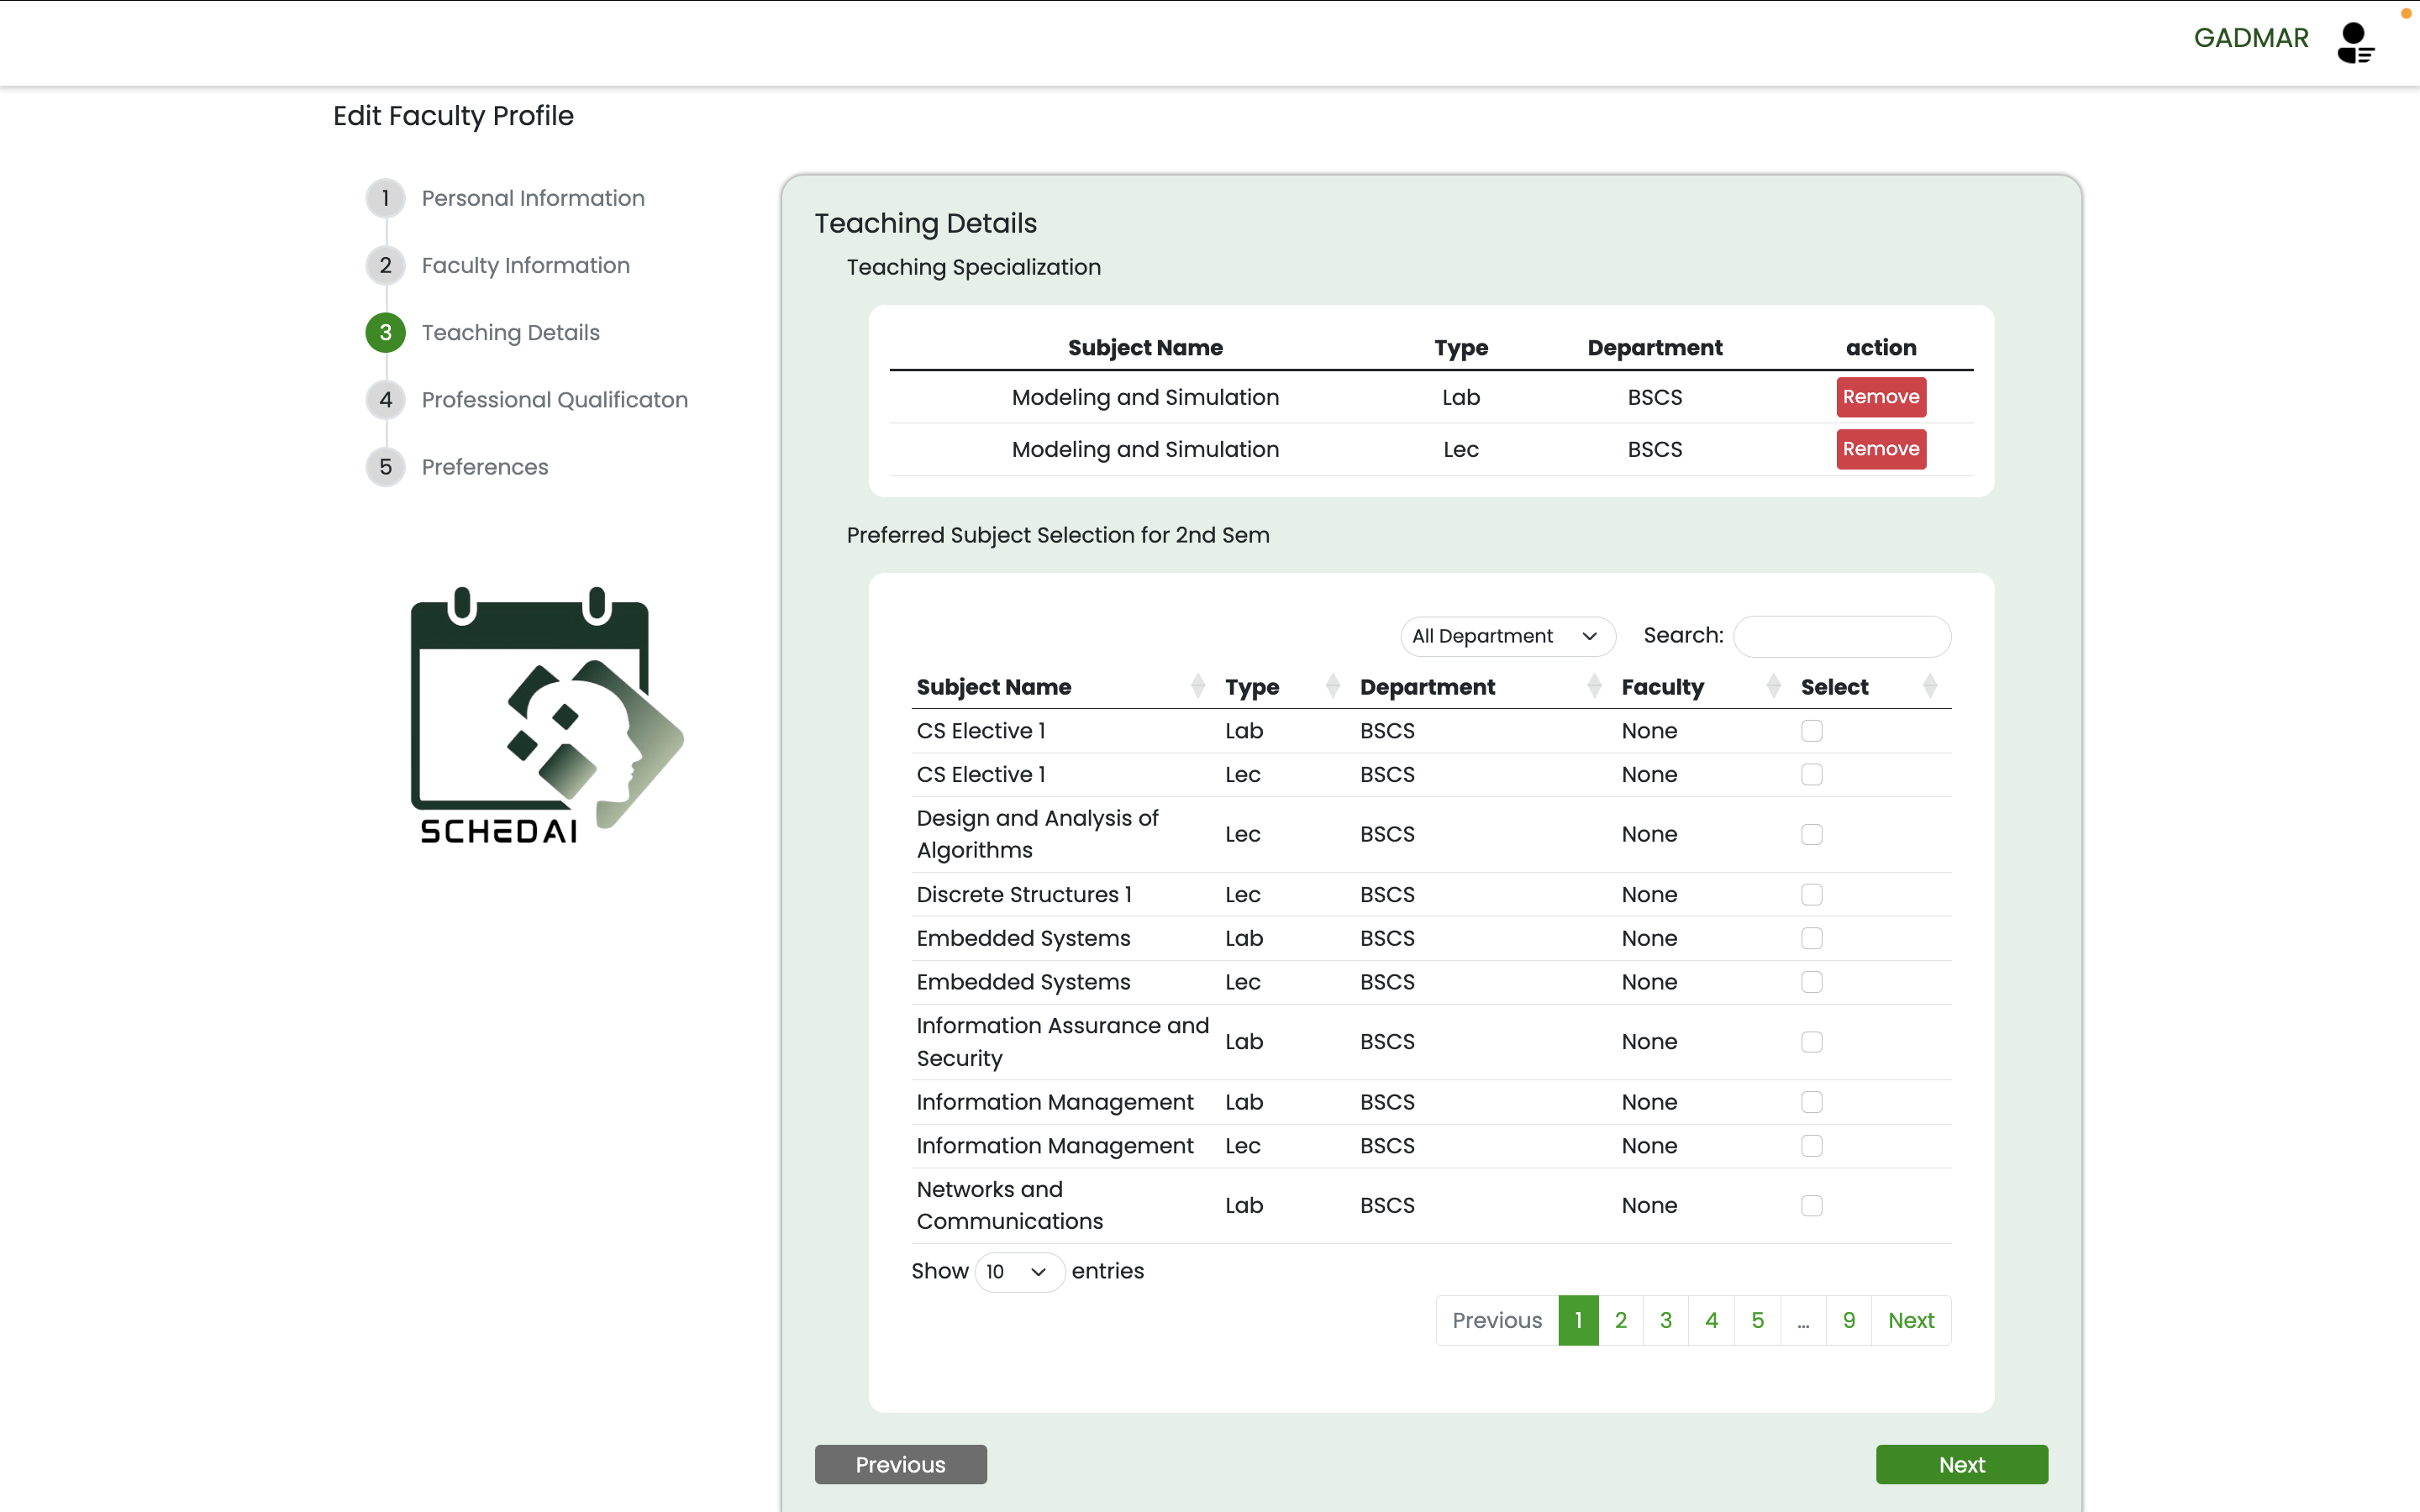 GADMAR
Edit Faculty Profile
1 Personal Information
2 Faculty Information
3 Teaching Details
4 Professional Qualificaton
5 Preferences
SCHEDAI
Teaching Details
Teaching Specialization
Subject Name Type Department action
Modeling and Simulation Lab BSCS Remove
Modeling and Simulation Lec BSCS Remove
Preferred Subject Selection for 2nd Sem
All Department Search:
Subject Name Type Department Faculty Select
CS Elective 1 Lab BSCS None
CS Elective 1 Lec BSCS None
Design and Analysis of
Algorithms Lec BSCS None
Discrete Structures 1 Lec BSCS None
Embedded Systems Lab BSCS None
Embedded Systems Lec BSCS None
Information Assurance and
Security Lab BSCS None
Information Management Lab BSCS None
Information Management Lec BSCS None
Networks and
Communications Lab BSCS None
Show 10 entries
Previous 1 2 3 4 5 ... 9 Next
Previous Next